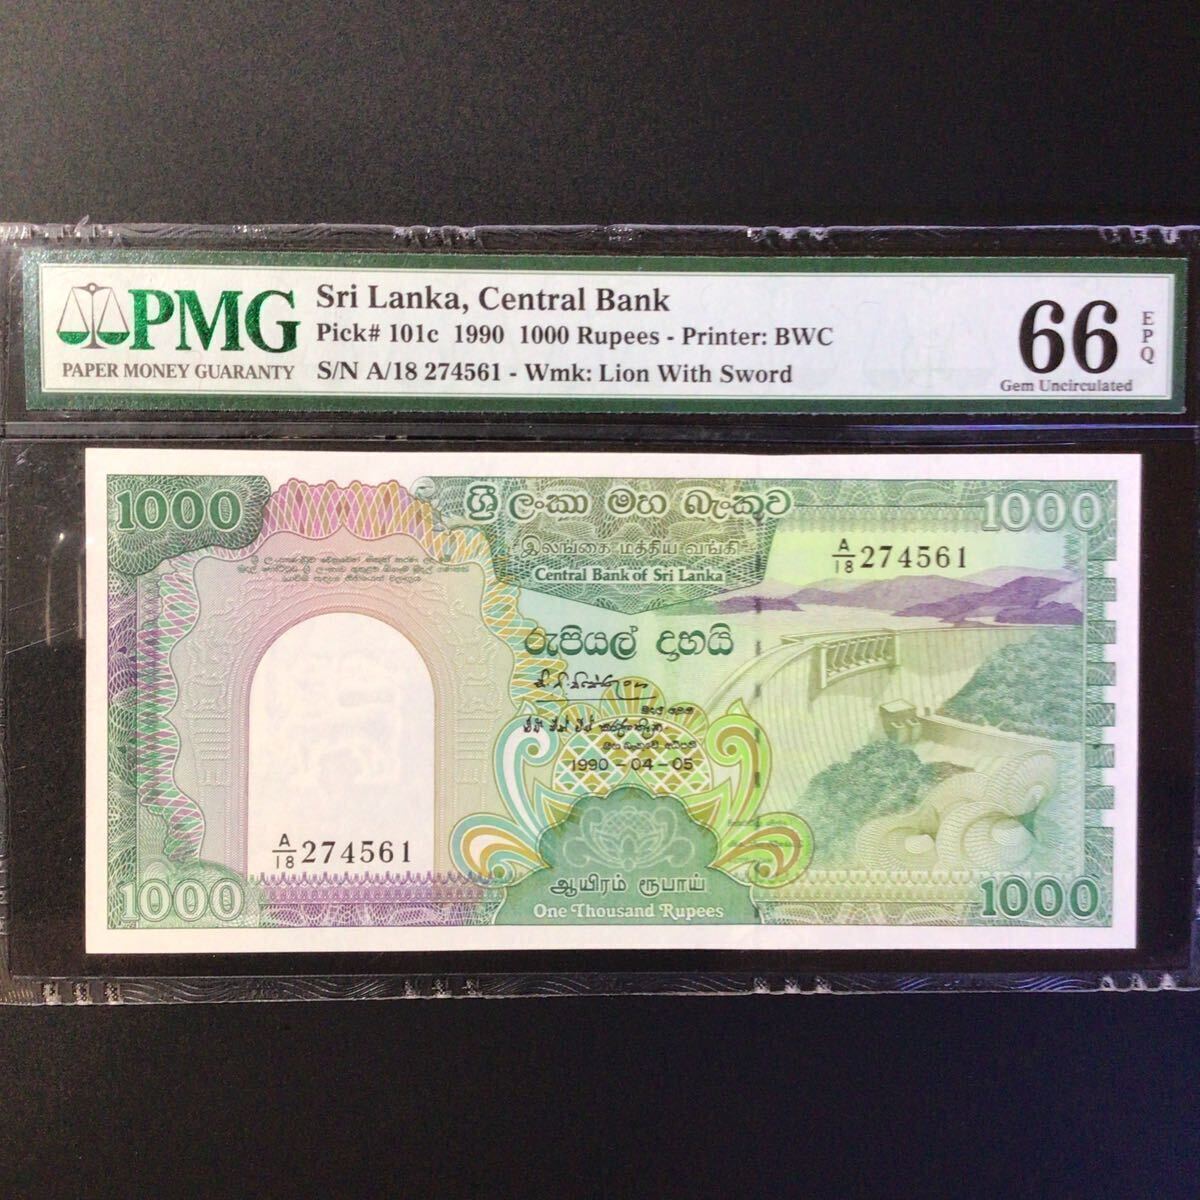 PMG
PAPER MONEY GUARANTY
Sri Lanka, Central Bank
Pick# 101c 1990 1000 Rupees - Printer: BWC
S/N A/18 274561 - Wmk: Lion With Sword
66
EPQ
Gem Uncirculated
1000
ශ්‍රී ලංකා මහ බැංකුව
1000
இலங்கை மத்திய வங்கி
Central Bank of Sri Lanka
A/18 274561
රුපියල් දාහයි
1990-04-05
A/18 274561
1000
ஆயிரம் ரூபாய்
One Thousand Rupees
1000